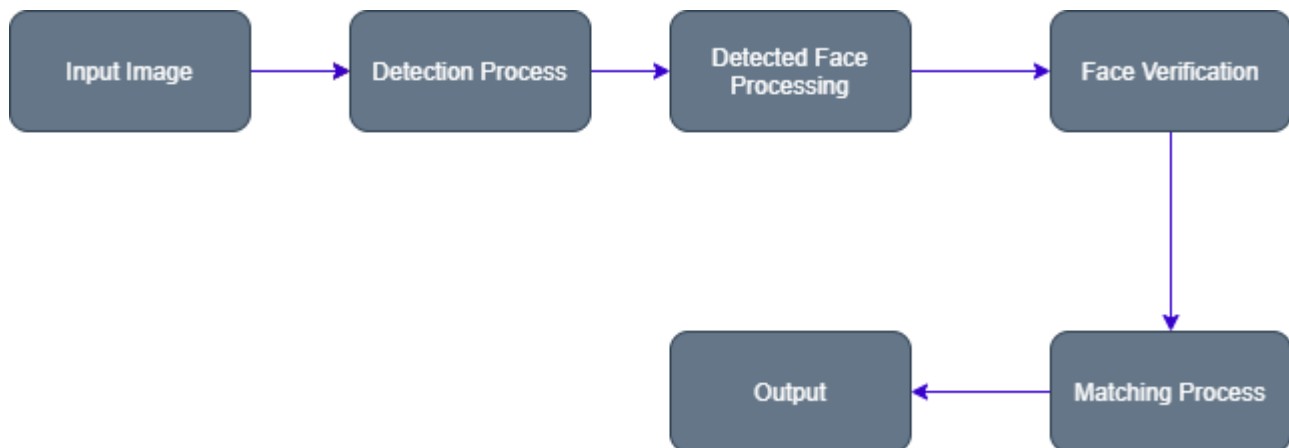 Input Image
Detection Process
Detected Face
Processing
Face Verification
Matching Process
Output